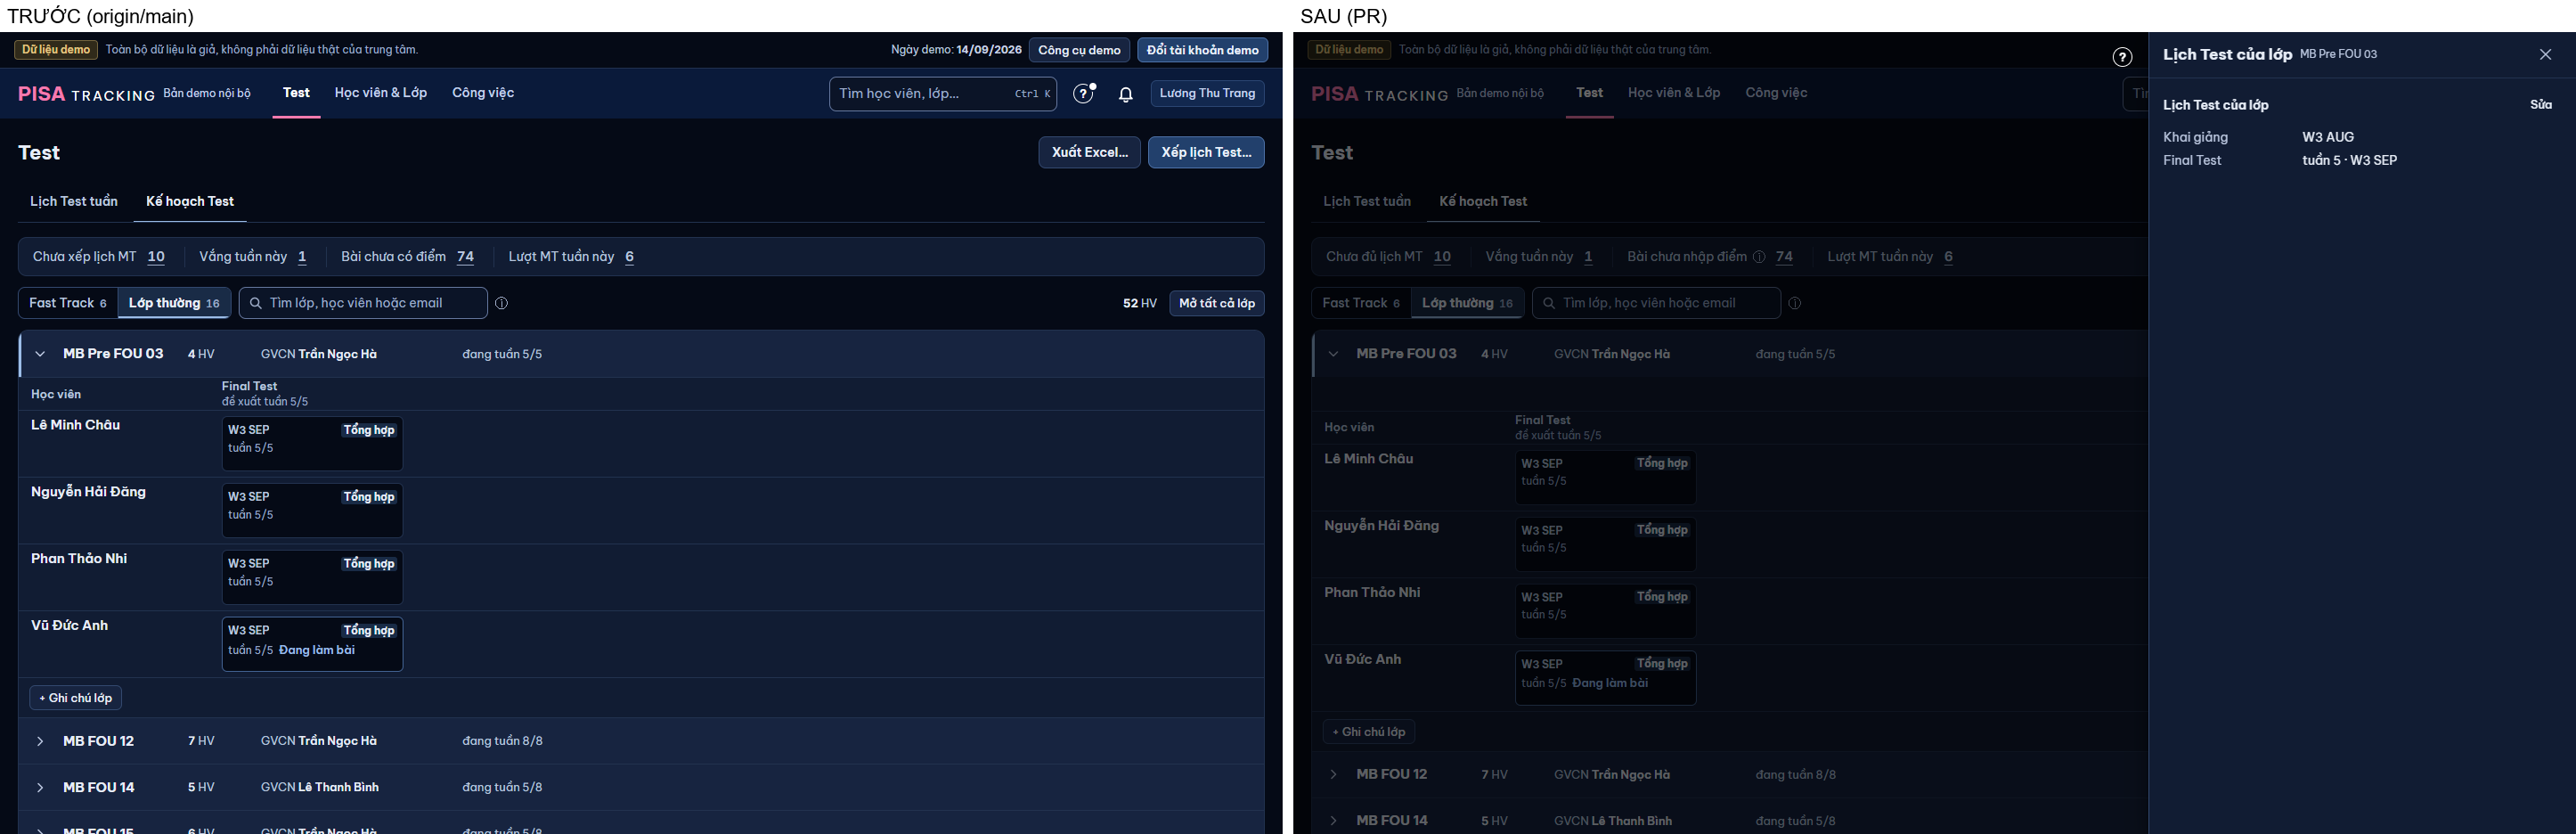 TRƯỚC (origin/main)
Dữ liệu demo Toàn bộ dữ liệu là giả, không phải dữ liệu thật của trung tâm. Ngày demo: 14/09/2026 Công cụ demo Đổi tài khoản demo
PISA TRACKING Bản demo nội bộ Test Học viên & Lớp Công việc Tìm học viên, lớp... Ctrl K ? Lương Thu Trang
Test Xuất Excel... Xếp lịch Test...
Lịch Test tuần Kế hoạch Test
Chưa xếp lịch MT 10 Vắng tuần này 1 Bài chưa có điểm 74 Lượt MT tuần này 6
Fast Track 6 Lớp thường 16 Tìm lớp, học viên hoặc email 52 HV Mở tất cả lớp
MB Pre FOU 03 4 HV GVCN Trần Ngọc Hà đang tuần 5/5
Học viên Final Test
đề xuất tuần 5/5
Lê Minh Châu W3 SEP Tổng hợp
tuần 5/5
Nguyễn Hải Đăng W3 SEP Tổng hợp
tuần 5/5
Phan Thảo Nhi W3 SEP Tổng hợp
tuần 5/5
Vũ Đức Anh W3 SEP Tổng hợp
tuần 5/5 Đang làm bài
+ Ghi chú lớp
MB FOU 12 7 HV GVCN Trần Ngọc Hà đang tuần 8/8
MB FOU 14 5 HV GVCN Lê Thanh Bình đang tuần 5/8
MB FOU 15 6 HV GVCN Trần Ngọc Hà đang tuần 5/8
SAU (PR)
Dữ liệu demo Toàn bộ dữ liệu là giả, không phải dữ liệu thật của trung tâm. ?
PISA TRACKING Bản demo nội bộ Test Học viên & Lớp Công việc Tìr
Test
Lịch Test tuần Kế hoạch Test
Chưa đủ lịch MT 10 Vắng tuần này 1 Bài chưa nhập điểm 74 Lượt MT tuần này 6
Fast Track 6 Lớp thường 16 Tìm lớp, học viên hoặc email
MB Pre FOU 03 4 HV GVCN Trần Ngọc Hà đang tuần 5/5
Học viên Final Test
đề xuất tuần 5/5
Lê Minh Châu W3 SEP Tổng hợp
tuần 5/5
Nguyễn Hải Đăng W3 SEP Tổng hợp
tuần 5/5
Phan Thảo Nhi W3 SEP Tổng hợp
tuần 5/5
Vũ Đức Anh W3 SEP Tổng hợp
tuần 5/5 Đang làm bài
+ Ghi chú lớp
MB FOU 12 7 HV GVCN Trần Ngọc Hà đang tuần 8/8
MB FOU 14 5 HV GVCN Lê Thanh Bình đang tuần 5/8
Lịch Test của lớp MB Pre FOU 03
Lịch Test của lớp Sửa
Khai giảng W3 AUG
Final Test tuần 5 · W3 SEP